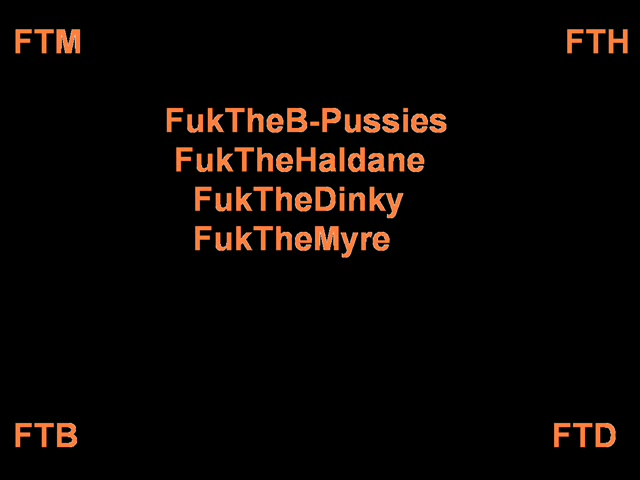 FTM FTH
FukTheB-Pussies
FukTheHaldane
FukTheDinky
FukTheMyre
FTB FTD